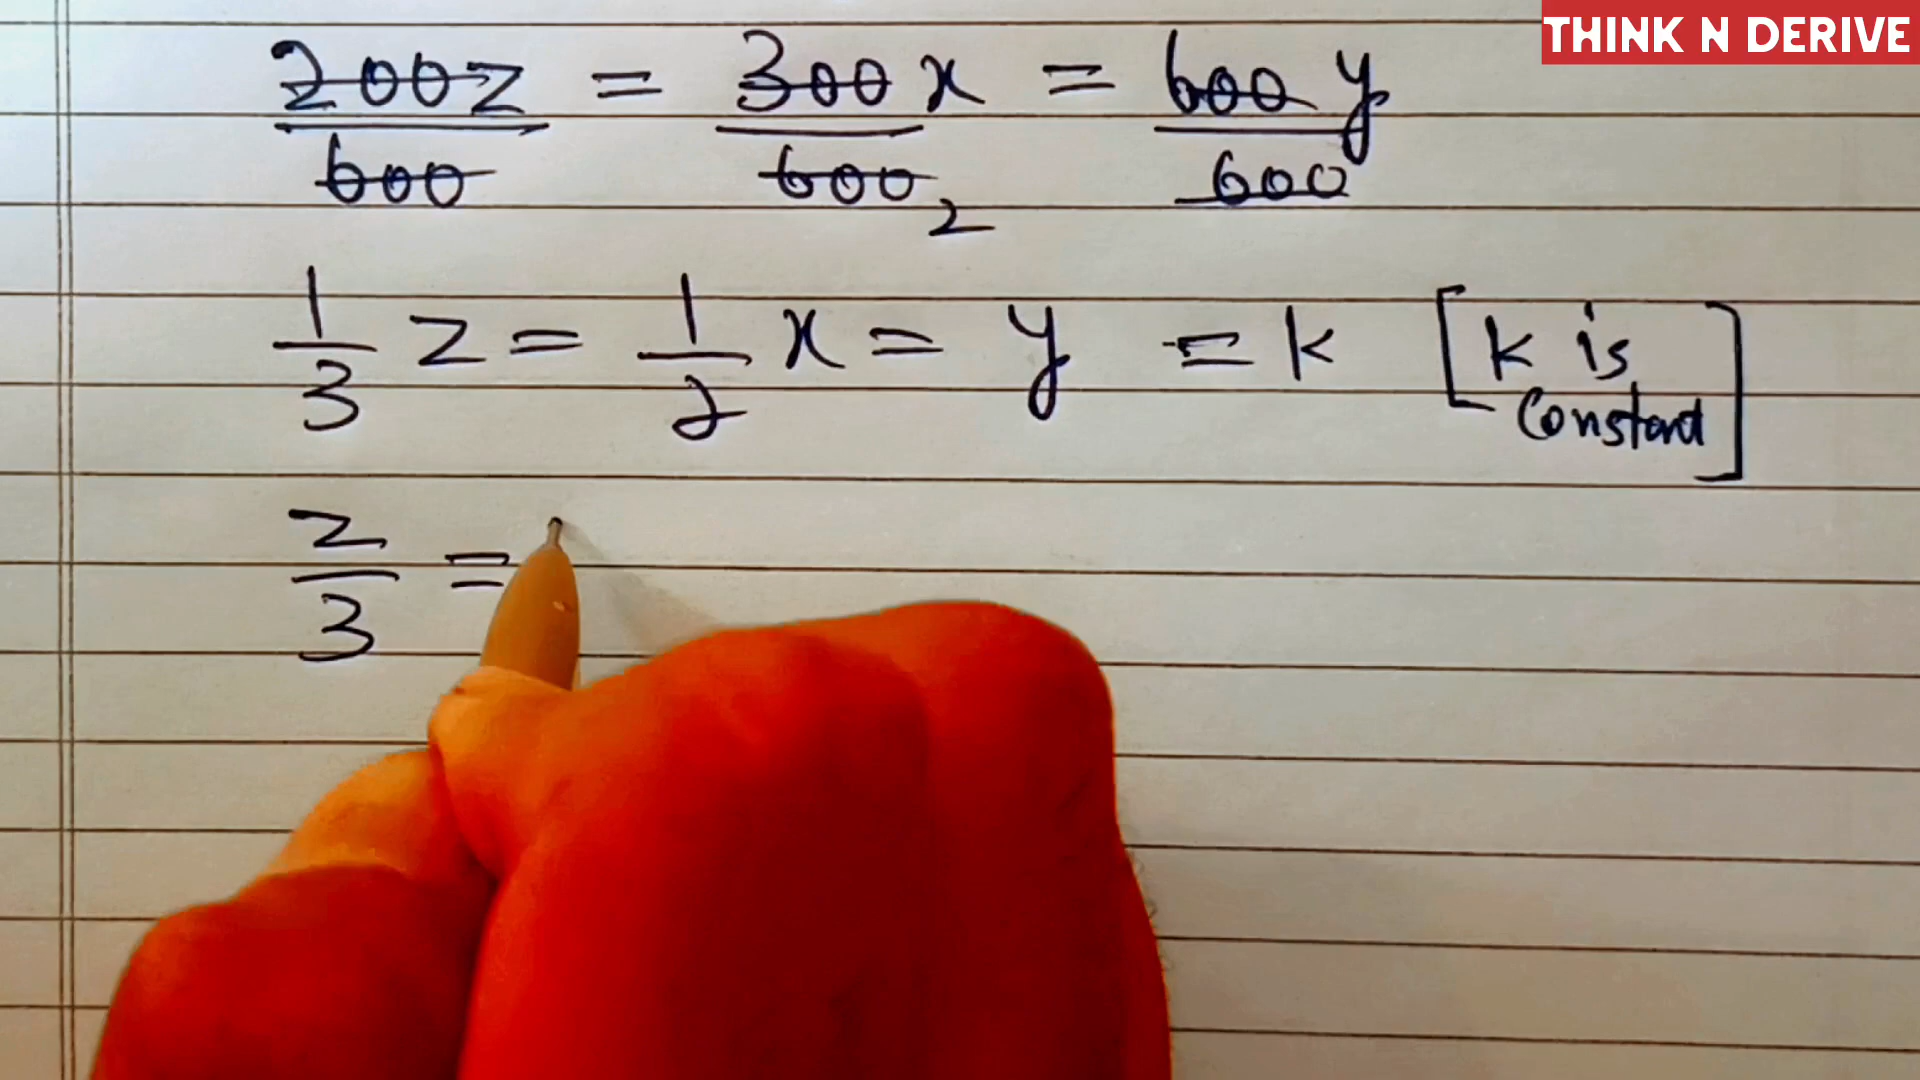 THINK N DERIVE
200z/600 = 300x/600 2 = 600y/600
1/3 z = 1/2 x = y = k [k is constant]
z/3 =